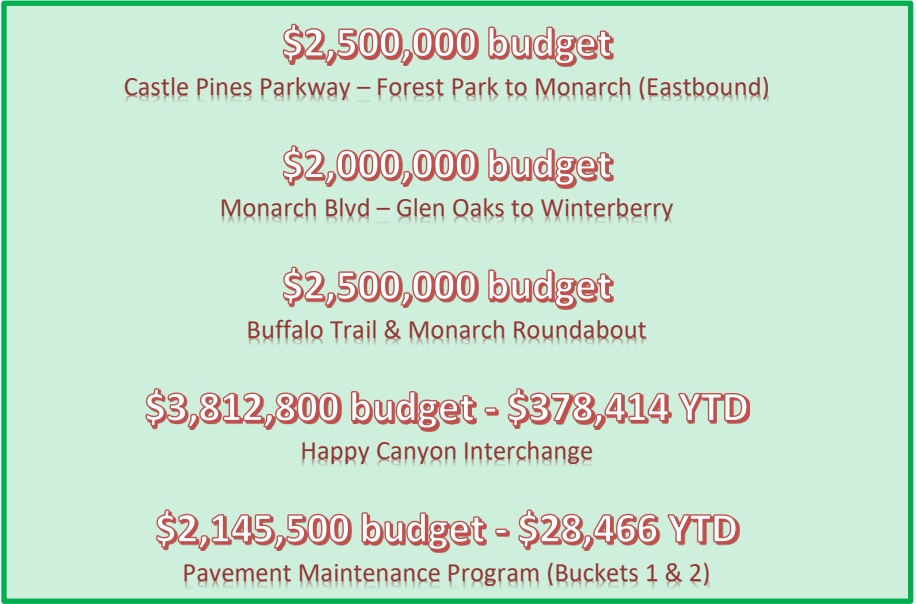 $2,500,000 budget
Castle Pines Parkway – Forest Park to Monarch (Eastbound)
$2,000,000 budget
Monarch Blvd – Glen Oaks to Winterberry
$2,500,000 budget
Buffalo Trail & Monarch Roundabout
$3,812,800 budget - $378,414 YTD
Happy Canyon Interchange
$2,145,500 budget - $28,466 YTD
Pavement Maintenance Program (Buckets 1 & 2)